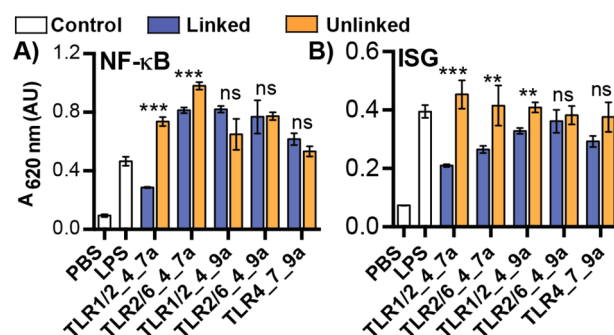 Control Linked Unlinked
A) NF-κB
B) ISG
A 620 nm (AU)
1.2
0.8
0.4
0.0
*** *** ns ns ns
PBS
LPS
TLR1/2_4_7a
TLR2/6_4_7a
TLR1/2_4_9a
TLR2/6_4_9a
TLR4_7_9a
0.6
0.4
0.2
0.0
*** ** ** ns ns
PBS
LPS
TLR1/2_4_7a
TLR2/6_4_7a
TLR1/2_4_9a
TLR2/6_4_9a
TLR4_7_9a